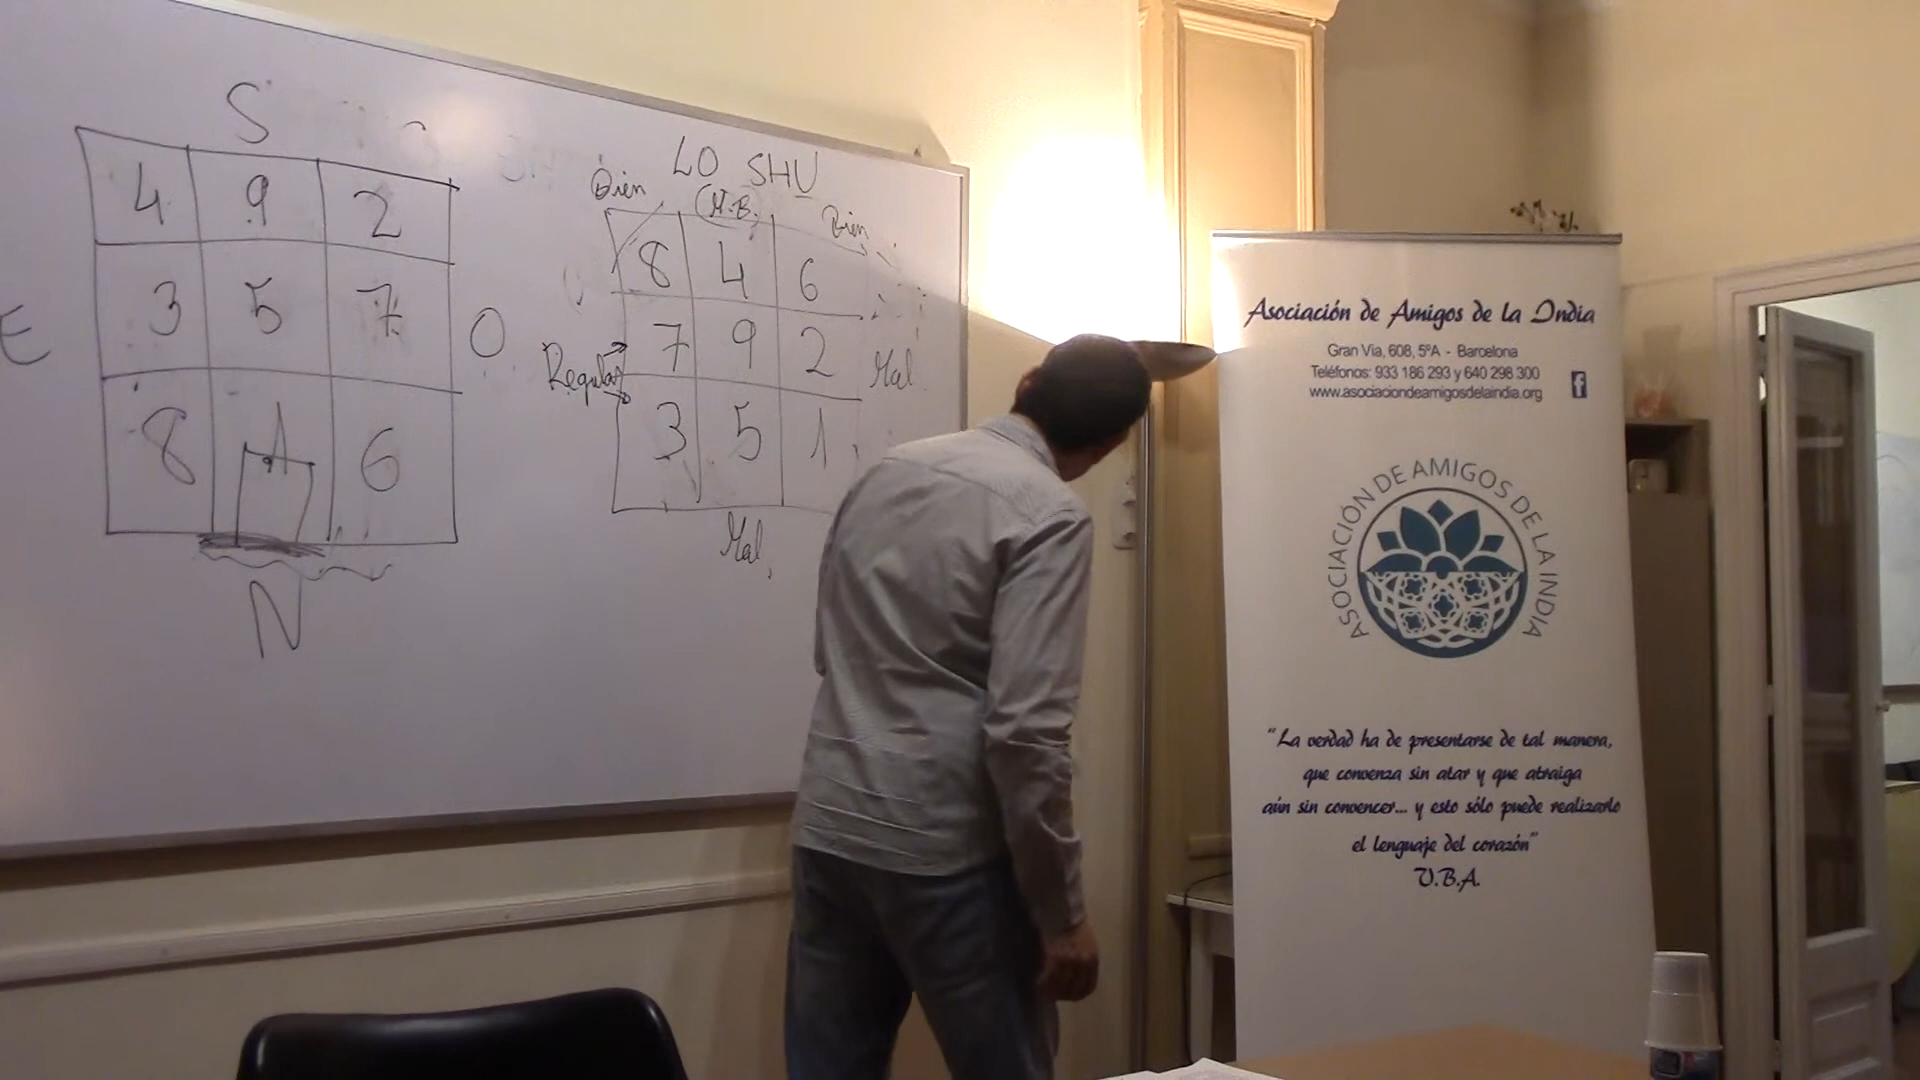 S
4 9 2
E 3 5 7 O
8 1 6
N
LO SHU
Bien (M.B.) Bien
8 4 6
Regular 7 9 2 Mal
3 5 1
Mal
Asociación de Amigos de la India
Gran Vía, 608, 5ºA - Barcelona
Teléfonos: 933 186 293 y 640 298 300
www.asociaciondeamigosdelaindia.org
f
ASOCIACIÓN DE AMIGOS DE LA INDIA
"La verdad ha de presentarse de tal manera,
que convenza sin atar y que atraiga
aún sin convencer... y esto sólo puede realizarlo
el lenguaje del corazón"
V.B.A.